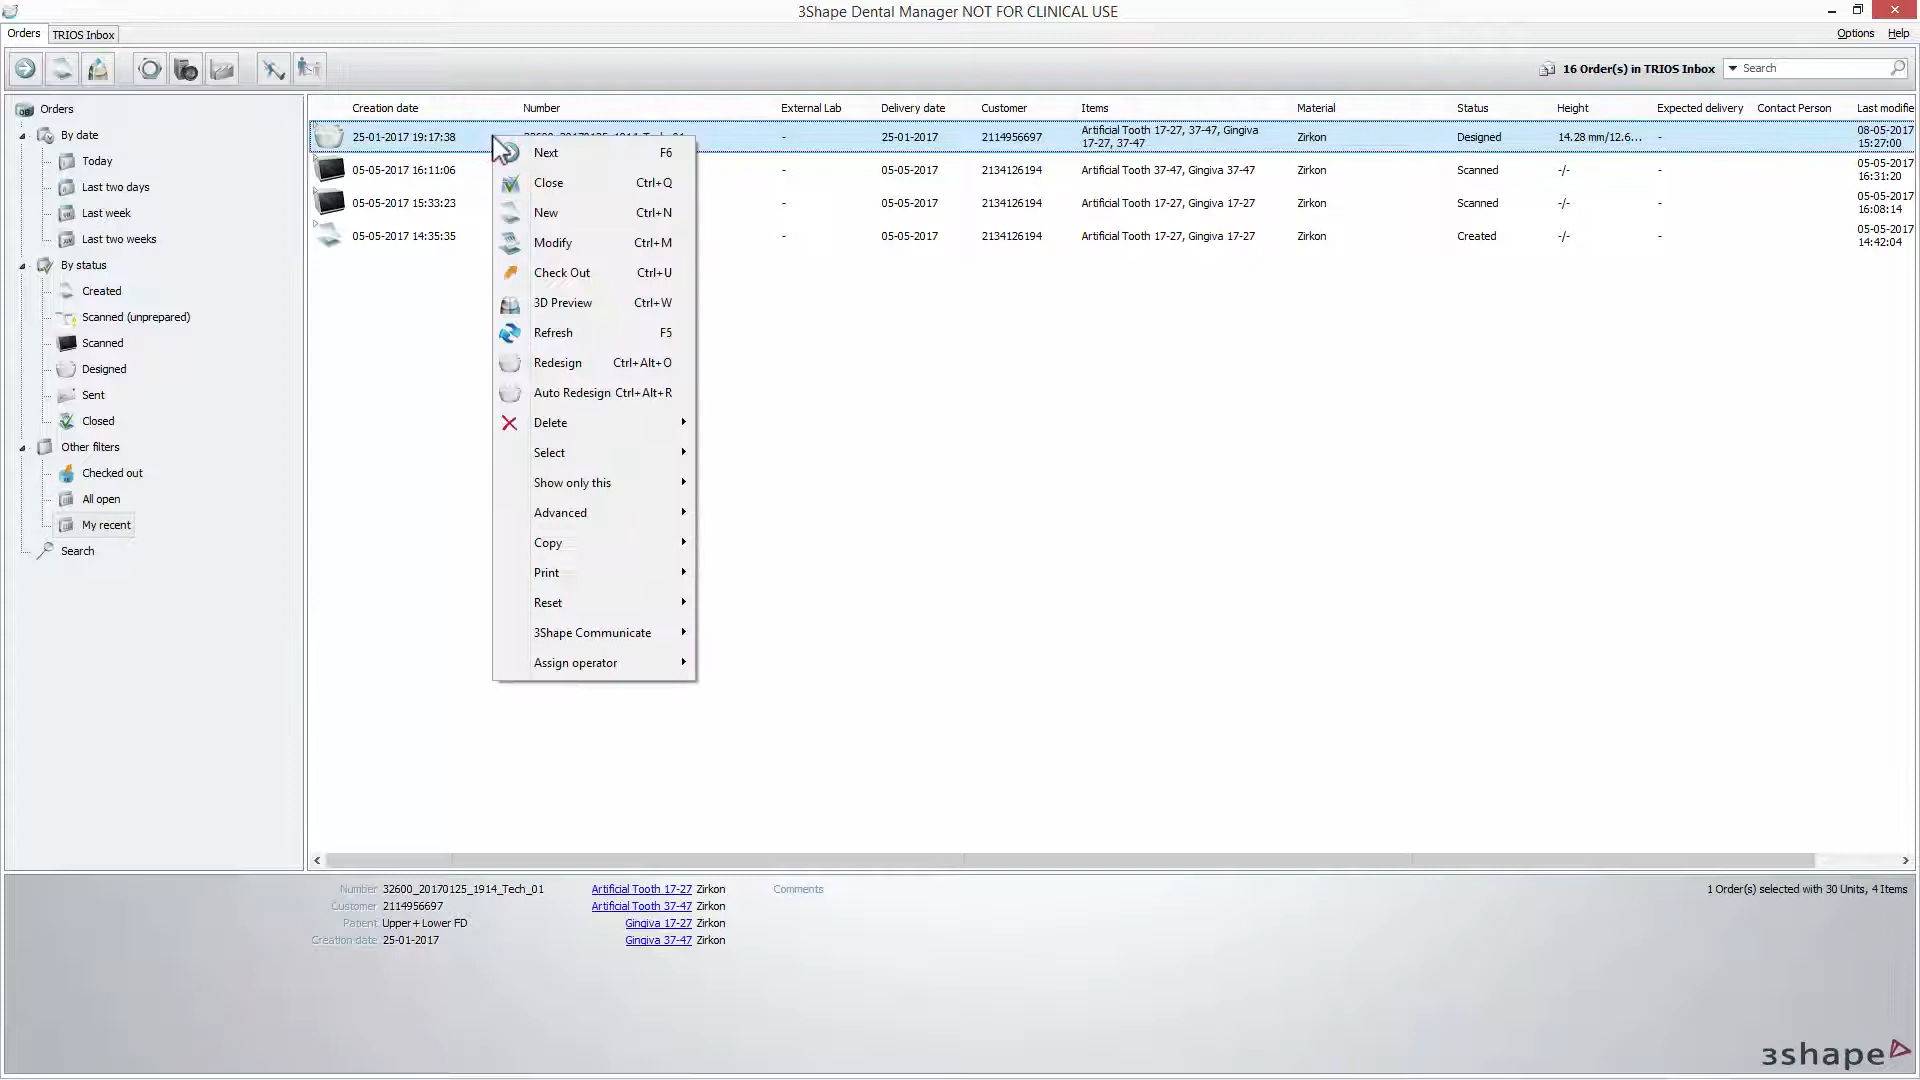 3Shape Dental Manager NOT FOR CLINICAL USE
Orders
TRIOS Inbox
Options
Help
16 Order(s) in TRIOS Inbox
Search
Orders
By date
Today
Last two days
Last week
Last two weeks
By status
Created
Scanned (unprepared)
Scanned
Designed
Sent
Closed
Other filters
Checked out
All open
My recent
Search
Creation date Number External Lab Delivery date Customer Items Material Status Height Expected delivery Contact Person Last modifie
25-01-2017 19:17:38 - 25-01-2017 2114956697 Artificial Tooth 17-27, 37-47, Gingiva Zirkon Designed 14.28 mm/12.6... - 08-05-2017
17-27, 37-47 15:27:00
05-05-2017 16:11:06 - 05-05-2017 2134126194 Artificial Tooth 37-47, Gingiva 37-47 Zirkon Scanned -/- - 05-05-2017
16:31:20
05-05-2017 15:33:23 - 05-05-2017 2134126194 Artificial Tooth 17-27, Gingiva 17-27 Zirkon Scanned -/- - 05-05-2017
16:08:14
05-05-2017 14:35:35 - 05-05-2017 2134126194 Artificial Tooth 17-27, Gingiva 17-27 Zirkon Created -/- - 05-05-2017
14:42:04
Next F6
Close Ctrl+Q
New Ctrl+N
Modify Ctrl+M
Check Out Ctrl+U
3D Preview Ctrl+W
Refresh F5
Redesign Ctrl+Alt+O
Auto Redesign Ctrl+Alt+R
Delete
Select
Show only this
Advanced
Copy
Print
Reset
3Shape Communicate
Assign operator
Number 32600_20170125_1914_Tech_01
Customer 2114956697
Patient Upper+Lower FD
Creation date 25-01-2017
Artificial Tooth 17-27 Zirkon
Artificial Tooth 37-47 Zirkon
Gingiva 17-27 Zirkon
Gingiva 37-47 Zirkon
Comments
1 Order(s) selected with 30 Units, 4 Items
3shape